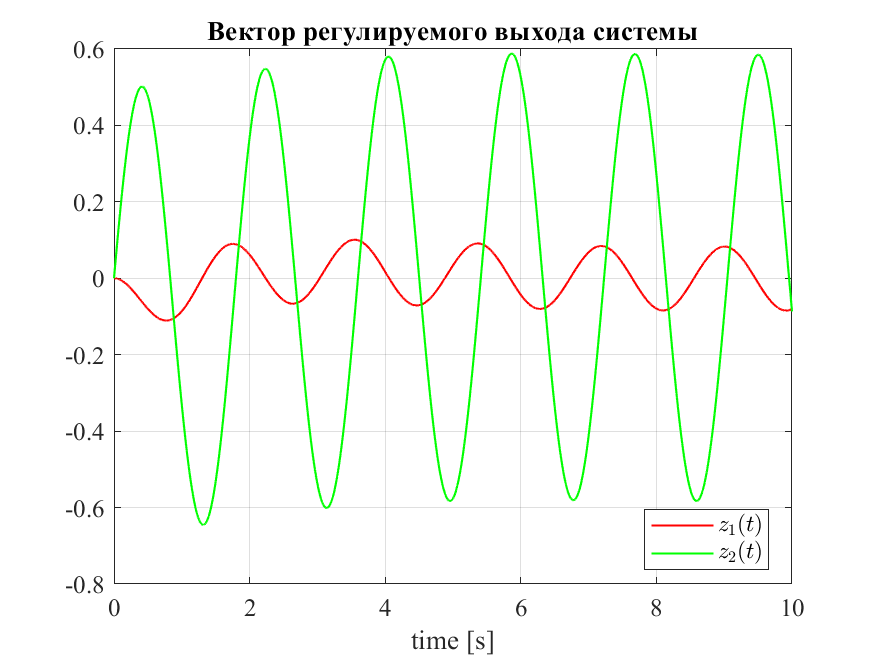 Вектор регулируемого выхода системы
0.6
0.4
0.2
0
-0.2
-0.4
-0.6
-0.8
0 2 4 6 8 10
time [s]
z₁(t)
z₂(t)